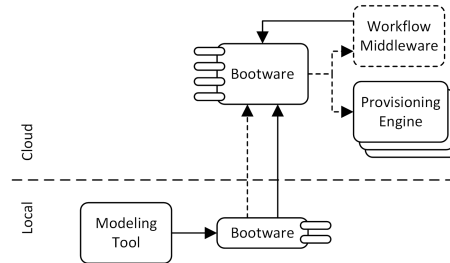 Workflow
Middleware
Bootware
Provisioning
Engine
Cloud
Local
Modeling
Tool
Bootware